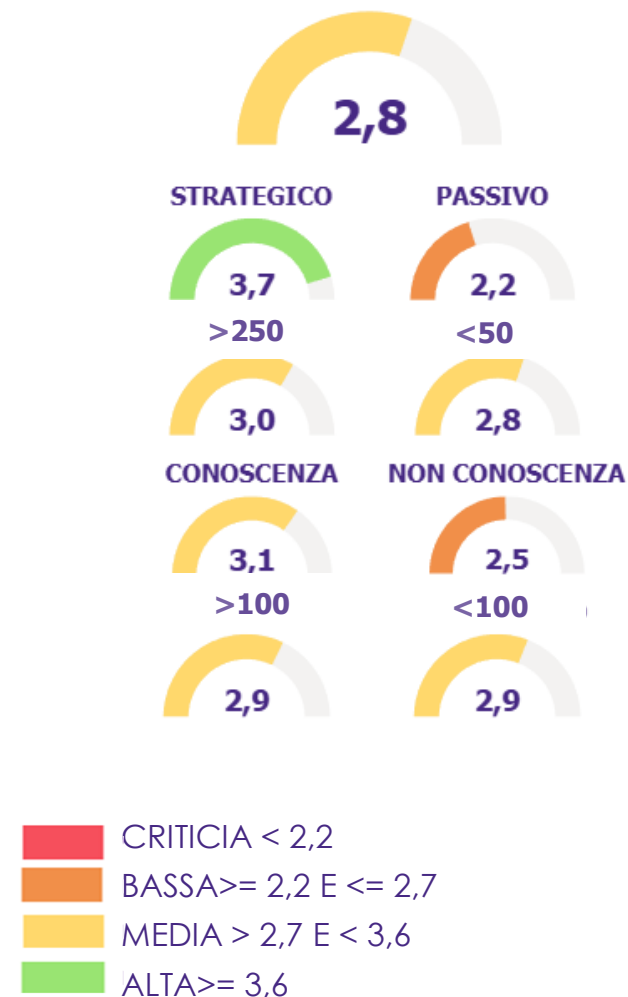 2,8
STRATEGICO PASSIVO
3,7 2,2
>250 <50
3,0 2,8
CONOSCENZA NON CONOSCENZA
3,1 2,5
>100 <100
2,9 2,9
CRITICIA < 2,2
BASSA>= 2,2 E <= 2,7
MEDIA > 2,7 E < 3,6
ALTA>= 3,6